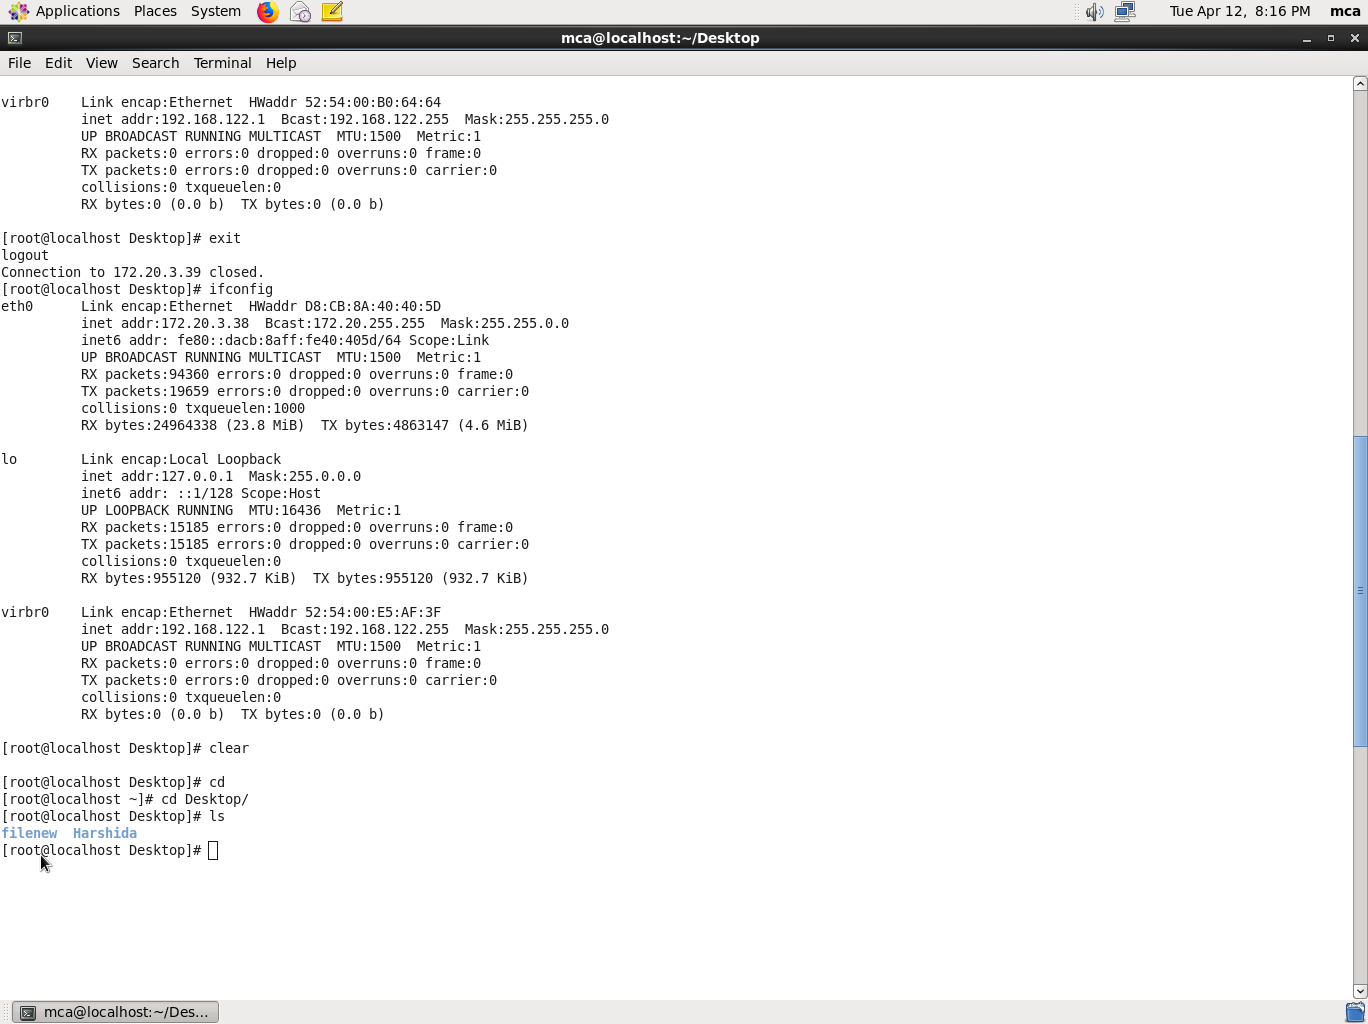 Applications Places System Tue Apr 12, 8:16 PM mca
mca@localhost:~/Desktop
File Edit View Search Terminal Help
virbr0    Link encap:Ethernet  HWaddr 52:54:00:B0:64:64
          inet addr:192.168.122.1  Bcast:192.168.122.255  Mask:255.255.255.0
          UP BROADCAST RUNNING MULTICAST  MTU:1500  Metric:1
          RX packets:0 errors:0 dropped:0 overruns:0 frame:0
          TX packets:0 errors:0 dropped:0 overruns:0 carrier:0
          collisions:0 txqueuelen:0
          RX bytes:0 (0.0 b)  TX bytes:0 (0.0 b)
[root@localhost Desktop]# exit
logout
Connection to 172.20.3.39 closed.
[root@localhost Desktop]# ifconfig
eth0      Link encap:Ethernet  HWaddr D8:CB:8A:40:40:5D
          inet addr:172.20.3.38  Bcast:172.20.255.255  Mask:255.255.0.0
          inet6 addr: fe80::dacb:8aff:fe40:405d/64 Scope:Link
          UP BROADCAST RUNNING MULTICAST  MTU:1500  Metric:1
          RX packets:94360 errors:0 dropped:0 overruns:0 frame:0
          TX packets:19659 errors:0 dropped:0 overruns:0 carrier:0
          collisions:0 txqueuelen:1000
          RX bytes:24964338 (23.8 MiB)  TX bytes:4863147 (4.6 MiB)
lo        Link encap:Local Loopback
          inet addr:127.0.0.1  Mask:255.0.0.0
          inet6 addr: ::1/128 Scope:Host
          UP LOOPBACK RUNNING  MTU:16436  Metric:1
          RX packets:15185 errors:0 dropped:0 overruns:0 frame:0
          TX packets:15185 errors:0 dropped:0 overruns:0 carrier:0
          collisions:0 txqueuelen:0
          RX bytes:955120 (932.7 KiB)  TX bytes:955120 (932.7 KiB)
virbr0    Link encap:Ethernet  HWaddr 52:54:00:E5:AF:3F
          inet addr:192.168.122.1  Bcast:192.168.122.255  Mask:255.255.255.0
          UP BROADCAST RUNNING MULTICAST  MTU:1500  Metric:1
          RX packets:0 errors:0 dropped:0 overruns:0 frame:0
          TX packets:0 errors:0 dropped:0 overruns:0 carrier:0
          collisions:0 txqueuelen:0
          RX bytes:0 (0.0 b)  TX bytes:0 (0.0 b)
[root@localhost Desktop]# clear
[root@localhost Desktop]# cd
[root@localhost ~]# cd Desktop/
[root@localhost Desktop]# ls
filenew  Harshida
[root@localhost Desktop]#
mca@localhost:~/Des...